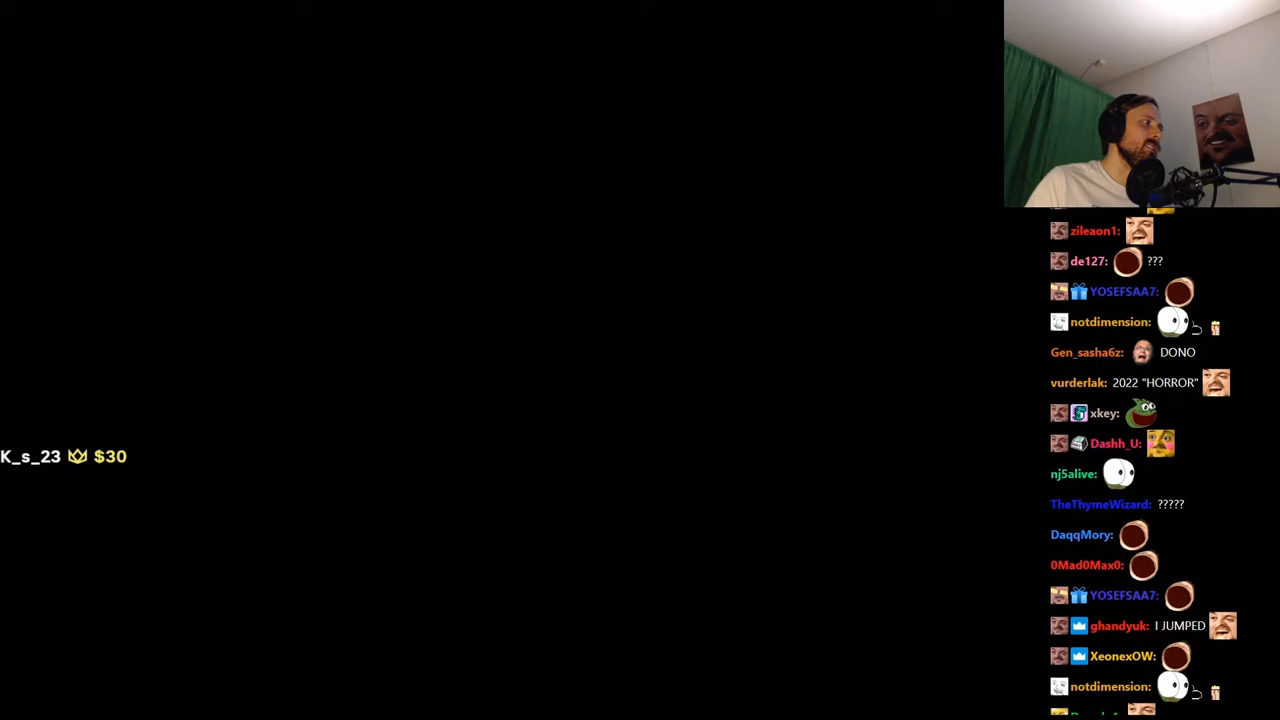 K_s_23 $30
zileaon1:
de127: ???
YOSEFSAA7:
notdimension:
Gen_sasha6z: DONO
vurderlak: 2022 "HORROR"
xkey:
Dashh_U:
nj5alive:
TheThymeWizard: ?????
DaqqMory:
0Mad0Max0:
YOSEFSAA7:
ghandyuk: I JUMPED
XeonexOW:
notdimension: